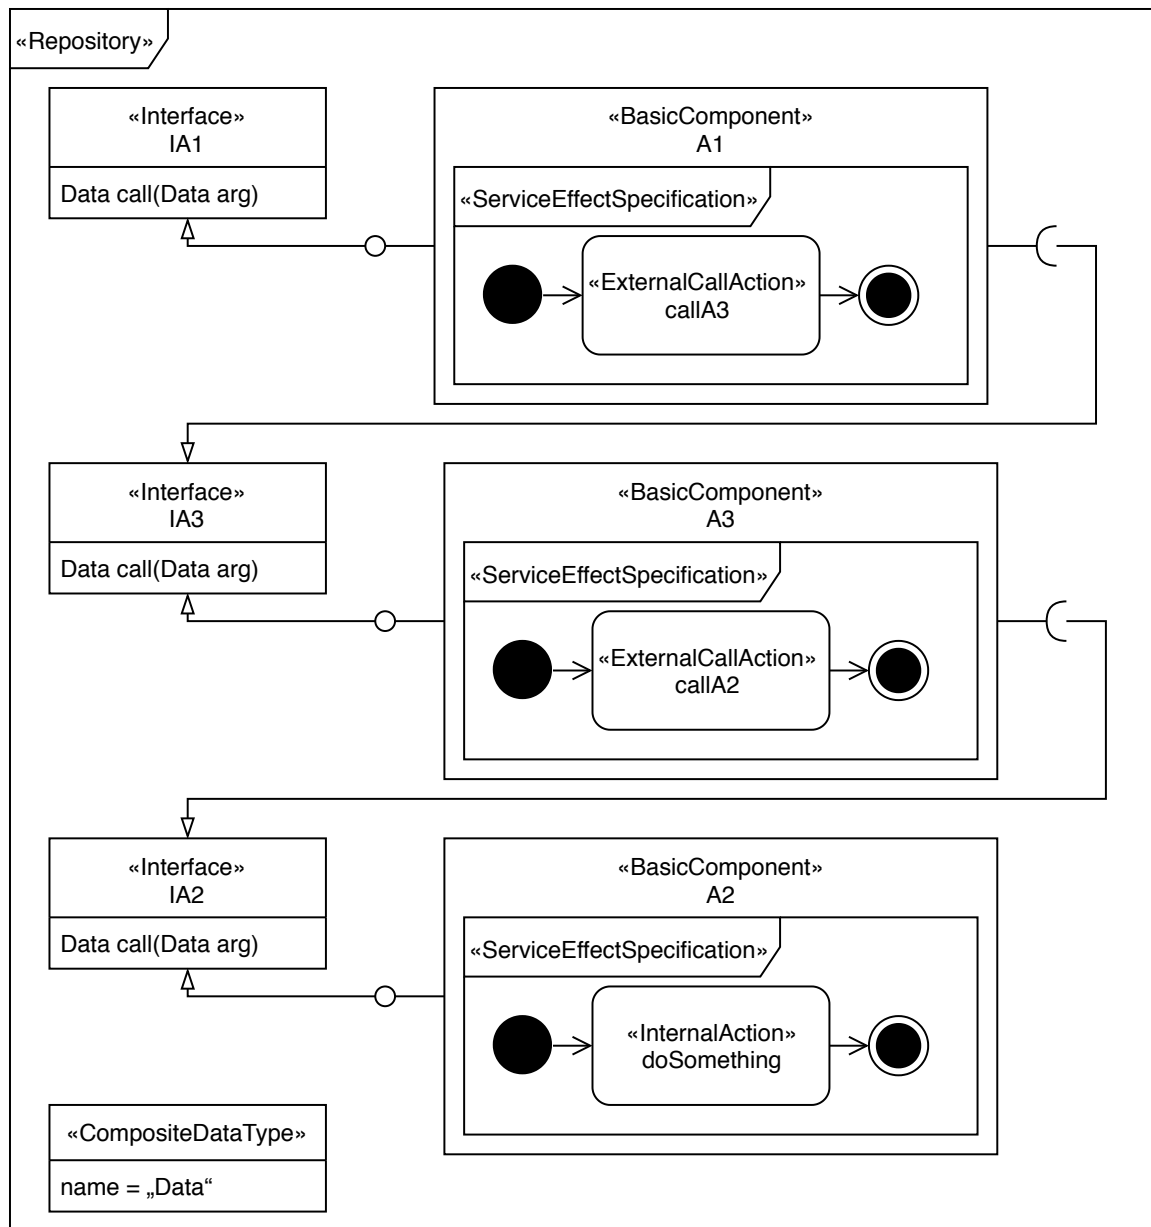 «Repository»
«Interface»
IA1
Data call(Data arg)
«BasicComponent»
A1
«ServiceEffectSpecification»
«ExternalCallAction»
callA3
«Interface»
IA3
Data call(Data arg)
«BasicComponent»
A3
«ServiceEffectSpecification»
«ExternalCallAction»
callA2
«Interface»
IA2
Data call(Data arg)
«BasicComponent»
A2
«ServiceEffectSpecification»
«InternalAction»
doSomething
«CompositeDataType»
name = „Data“